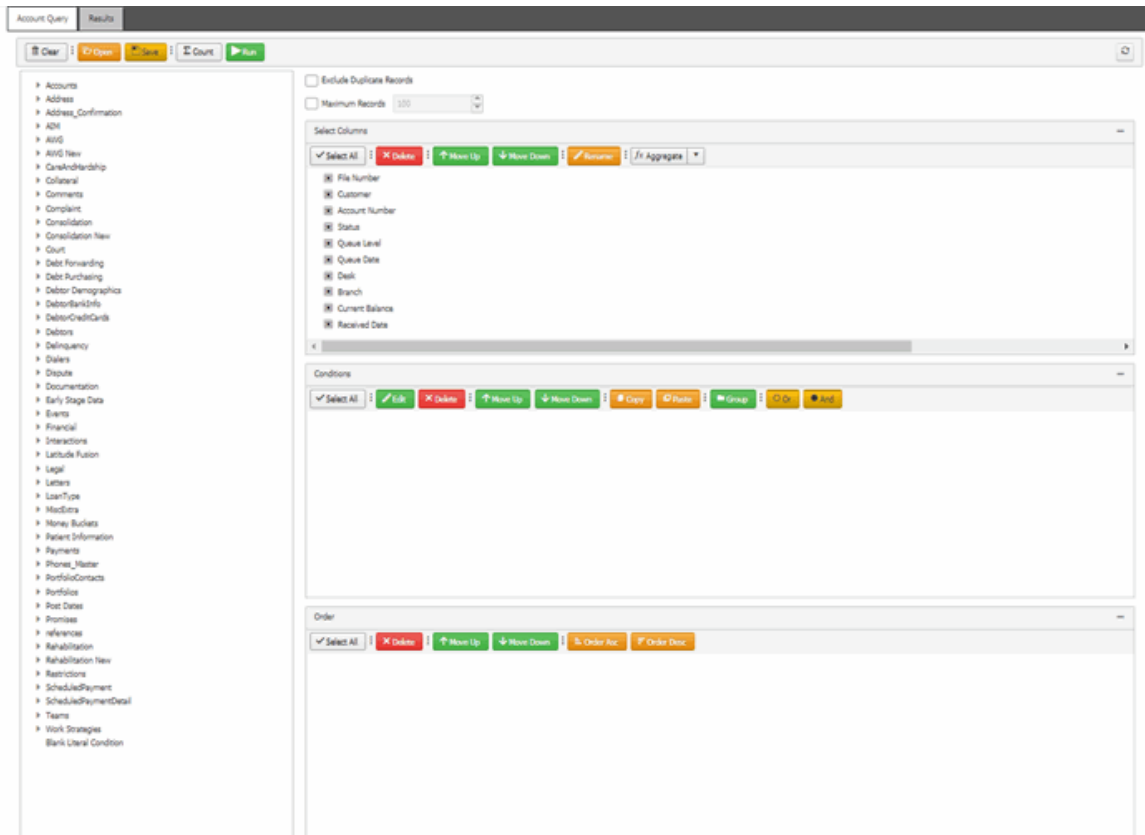 Account Query Results
Clear Open Save Count Run
Accounts
Address
Address_Confirmation
AIM
AWG
AWG New
CareAndHardship
Collateral
Comments
Complaint
Consolidation
Consolidation New
Court
Debt Forwarding
Debt Purchasing
Debtor Demographics
DebtorBankInfo
DebtorCreditCards
Debtors
Delinquency
Dialers
Dispute
Documentation
Early Stage Data
Events
Financial
Interactions
Latitude Fusion
Legal
Letters
LoanType
MiscExtra
Money Buckets
Patient Information
Payments
Phones_Master
PortfolioContacts
Portfolios
Post Dates
Promises
references
Rehabilitation
Rehabilitation New
Restrictions
ScheduledPayment
ScheduledPaymentDetail
Teams
Work Strategies
Blank Literal Condition
Exclude Duplicate Records
Maximum Records 100
Select Columns
Select All Delete Move Up Move Down Rename fx Aggregate
File Number
Customer
Account Number
Status
Queue Level
Queue Date
Desk
Branch
Current Balance
Received Date
Conditions
Select All Edit Delete Move Up Move Down Copy Paste Group Or And
Order
Select All Delete Move Up Move Down Order Asc Order Desc